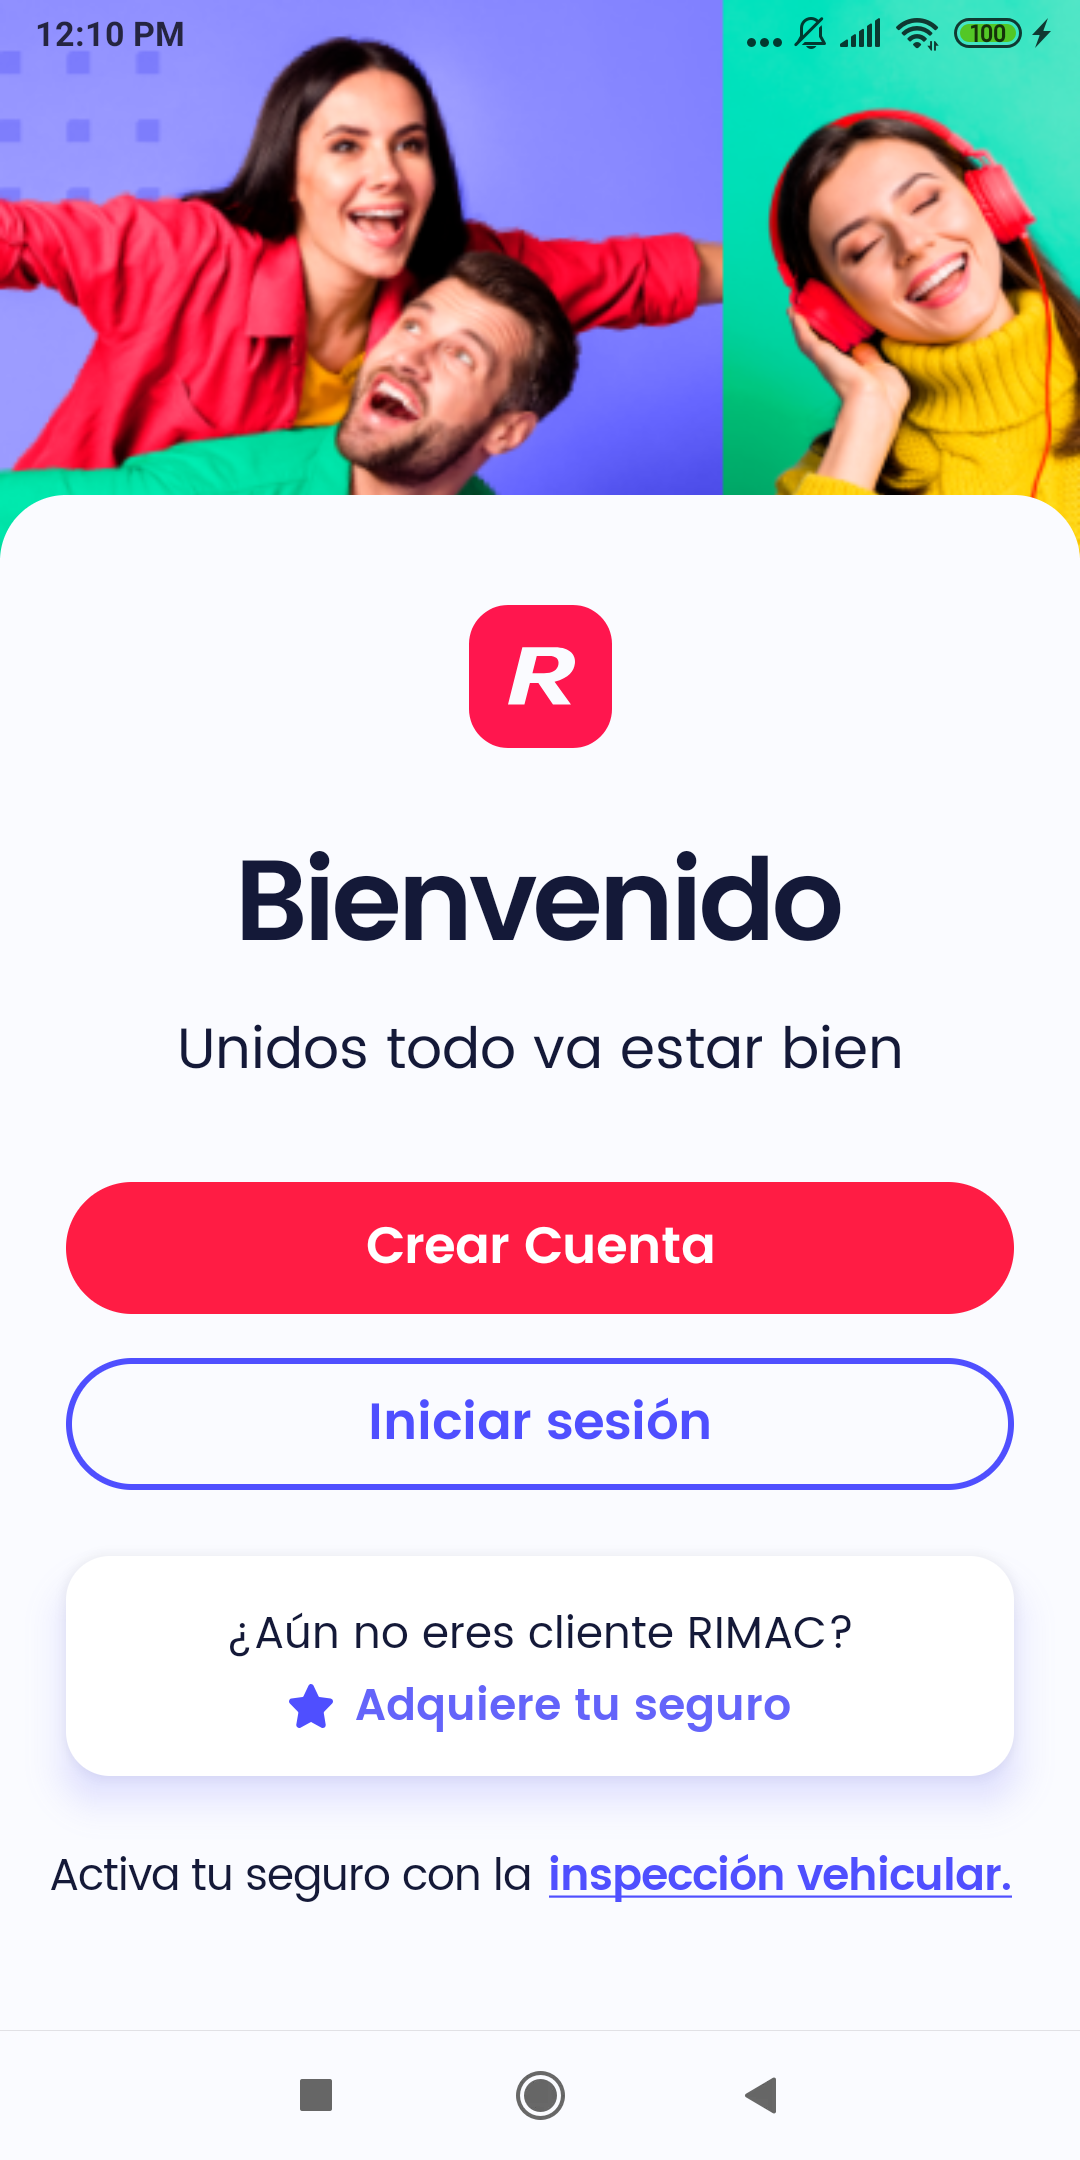 12:10 PM
100
R
Bienvenido
Unidos todo va estar bien
Crear Cuenta
Iniciar sesión
¿Aún no eres cliente RIMAC?
Adquiere tu seguro
Activa tu seguro con la inspección vehicular.